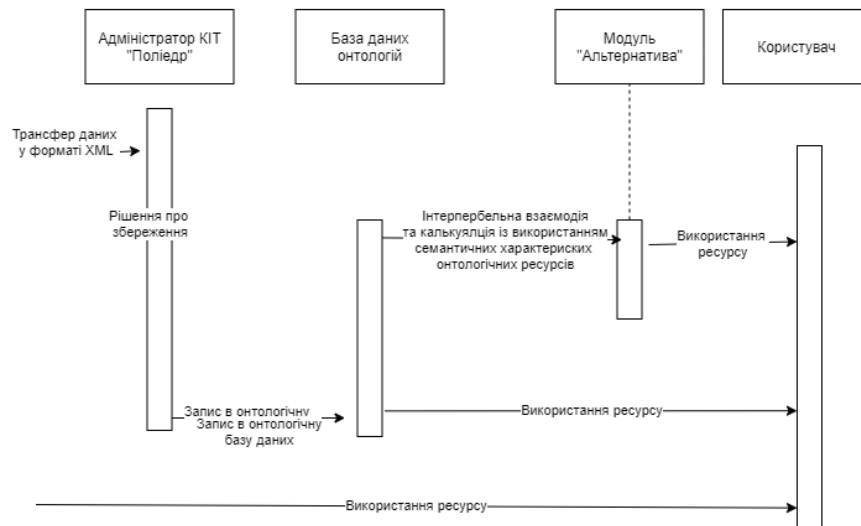 Адміністратор КІТ
"Поліедр"
База даних
онтологій
Модуль
"Альтернатива"
Користувач
Трансфер даних
у форматі XML
Рішення про
збереження
Інтерпербельна взаємодія
та калькуялція із використанням
семантичних характериских
онтологічних ресурсів
Використання
ресурсу
Запис в онтологічну
Запис в онтологічну
базу даних
Використання ресурсу
Використання ресурсу